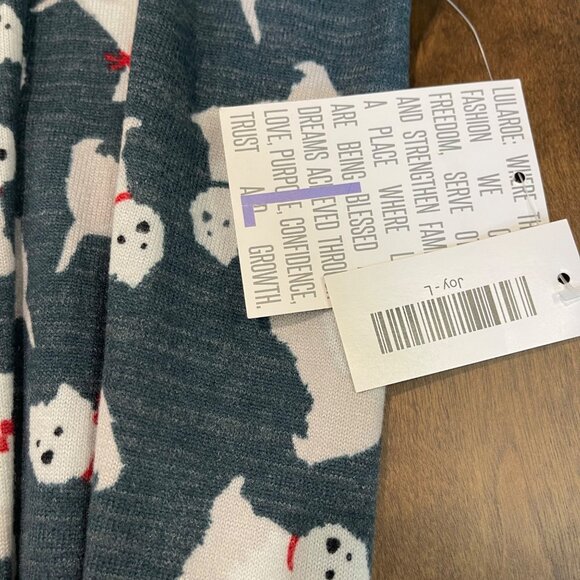 LULAROE: WHERE
FASHION WE
FREEDOM, SERVE
AND STRENGTHEN
A PLACE WHERE
ARE BEING BLESSED
DREAMS ACHIEVED
LOVE, PURPOSE, CONFIDENCE,
TRUST AND GROWTH.
L
Joy - L